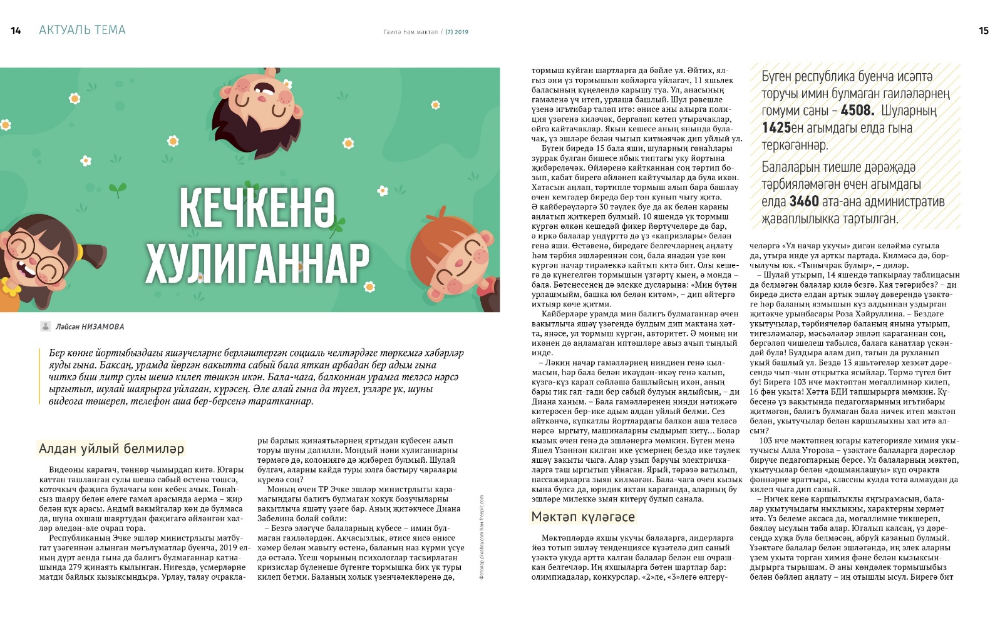 14
АКТУАЛЬ ТЕМА
Гаилә һәм мәктәп / (7) 2019
15
КЕЧКЕНӘ
ХУЛИГАННАР
Ләйсән НИЗАМОВА
Бер көнне йортыбыздагы яшәүчеләрне берләштергән социаль челтәрдәге төркемгә хәбәрләр
яуды гына. Баксаң, урамда йөргән вакытта сабый бала яткан арбадан бер адым гына
читкә биш литр сулы шешә килеп төшкән икән. Бала-чага, балконнан урамга теләсә нәрсә
ыргытып, шулай шаярырга уйлаган, күрәсең. Әле алай гына да түгел, үзләре үк, шуны
видеога төшереп, телефон аша бер-берсенә таратканнар.
Алдан уйлый белмиләр
Видеоны карагач, тәннәр чымырдап китә. Югары
каттан ташланган сулы шешә сабый өстенә төшсә,
коточкыч фаҗига булачагы көн кебек ачык. Гөнаһ-
сыз шаяру белән әлеге гамәл арасында аерма – җир
белән күк арасы. Андый вакыйгалар көн дә булмаса
да, шуңа охшаш шаяртудан фаҗигагә әйләнгән хәл-
ләр әледән-әле очрап тора.
Республиканың Эчке эшләр министрлыгы матбу-
гат үзәгеннән алынган мәгълүматлар буенча, 2019 ел-
ның дүрт аенда гына да балигъ булмаганнар катна-
шында 279 җинаять кылынган. Нигездә, үсмерләрне
матди байлык кызыксындыра. Урлау, талау очракла-
ры барлык җинаятьләрнең яртыдан күбесен алып
торуы шуны дәлилли. Мондый нәни хулиганнарны
төрмәгә дә, колониягә дә җибәреп булмый. Шулай
булгач, аларны кайда туры юлга бастыру чаралары
күрелә соң?
Моның өчен ТР Эчке эшләр министрлыгы кара-
магындагы балигъ булмаган хокук бозучыларны
вакытлыча яшәтү үзәге бар. Аның җитәкчесе Диана
Забелина болай сөйли:
– Безгә эләгүче балаларның күбесе – имин бул-
маган гаиләләрдән. Акчасызлык, әтисе яисә әнисе
хәмер белән мавыгу өстенә, баланың наз күрми үсүе
дә өстәлә. Үсеш чорының психологлар тасвирлаган
кризислар бүленеше бүгенге тормышка бик үк туры
килеп бетми. Баланың холык үзенчәлекләренә дә,
Фотолар pixabay.com һәм freepic.com
тормыш куйган шартларга да бәйле ул. Әйтик, ял-
гыз әни үз тормышын көйләргә уйлагач, 11 яшьлек
баласының күңелендә карышу туа. Ул, анасының
гамәленә үч итеп, урлаша башлый. Шул рәвешле
үзенә игътибар таләп итә: әнисе аны алырга поли-
ция үзәгенә киләчәк, бергәләп көтеп утырачаклар,
өйгә кайтачаклар. Якын кешесе аның янында була-
чак, үз эшләре белән чыгып китмәячәк дип уйлый ул.
Бүген биредә 15 бала яши, шуларның гөнаһлары
зуррак булган бишесе ябык типтагы уку йортына
җибәреләчәк. Өйләренә кайтканнан соң тәртип бо-
зып, кабат бирегә әйләнеп кайтучылар да була икән.
Хатасын аңлап, тәртипле тормыш алып бара башлау
өчен кемгәдер биредә бер төн кунып чыгу җитә.
Ә кайберәүләргә 30 тәүлек буе да ак белән караны
аңлатып җиткереп булмый. 10 яшендә үк тормыш
күргән өлкән кешедәй фикер йөртүчеләре дә бар,
ә иркә балалар ундүрттә дә үз «капризлары» белән
генә яши. Өстәвенә, биредәге белгечләрнең аңлату
һәм тәрбия эшләреннән соң, бала янәдән үзе көн
күргән начар тирәлеккә кайтып китә бит. Олы кеше-
гә дә күнегелгән тормышын үзгәртү кыен, ә монда –
бала. Бөтенесенең дә элекке дусларына: «Мин бүтән
урлашмыйм, башка юл белән китәм», – дип әйтергә
ихтыяр көче җитми.
Кайберләре урамда мин балигъ булмаганнар өчен
вакытлыча яшәү үзәгендә булдым дип мактана хәт-
та, янәсе, ул тормыш күргән, авторитет. Ә моның ни
икәнен дә аңламаган иптәшләре авыз ачып тыңлый
инде.
– Ләкин начар гамәлләрнең ниндиен генә кыл-
масын, һәр бала белән икәүдән-икәү генә калып,
күзгә-күз карап сөйләшә башлыйсың икән, аның
бары тик гап-гади бер сабый булуын аңлыйсың, – ди
Диана ханым. – Бала гамәлләренең нинди нәтиҗәгә
китерәсен бер-ике адым алдан уйлый белми. Сез
әйткәнчә, күпкатлы йортлардагы балкон аша теләсә
нәрсә ыргыту, машиналарны сыдырып китү... Болар
кызык өчен генә дә эшләнергә мөмкин. Бүген менә
Яшел Үзәннән килгән ике үсмернең бездә ике тәүлек
яшәү вакыты чыга. Алар узып баручы электричка-
ларга таш ыргытып уйнаган. Ярый, тәрәзә ватылып,
пассажирларга зыян килмәгән. Бала-чага өчен кызык
кына булса да, юридик яктан караганда, аларның бу
эшләре милеккә зыян китерү булып санала.
Мәктәп күләгәсе
Мәктәпләрдә яхшы укучы балаларга, лидерларга
йөз тотып эшләү тенденциясе күзәтелә дип саный
үзәктә укуда артта калган балалар белән еш очраш-
кан белгечләр. Иң яхшыларга бөтен шартлар бар:
олимпиадалар, конкурслар. «2»ле, «3»легә өлгерү-
Бүген республика буенча исәптә
торучы имин булмаган гаиләләрнең
гомуми саны – 4508. Шуларның
1425ен агымдагы елда гына
теркәгәннәр.
Балаларын тиешле дәрәҗәдә
тәрбияләмәгән өчен агымдагы
елда 3460 ата-ана административ
җаваплылыкка тартылган.
челәргә «Ул начар укучы» дигән келәймә сугыла
да, утыра инде ул арткы партада. Килмәсә дә, бор-
чылучы юк. «Тынычрак булыр», – диләр.
– Шулай утырып, 14 яшендә тапкырлау таблицасын
да белмәгән балалар килә безгә. Кая тәгәрибез? – ди
биредә дистә елдан артык эшләү дәверендә үзәктә-
ге һәр баланың язмышын күз алдыннан уздырган
җитәкче урынбасары Роза Хәйруллина. – Бездәге
укытучылар, тәрбиячеләр баланың янына утырып,
тигезләмәләр, мәсьәләләр эшләп караганнан соң,
бергәләп чишелеш табылса, балага канатлар үскән-
дәй була! Булдыра алам дип, тагын да рухланып
укый башлый ул. Бездә 13 яшьтәгеләр хезмәт дәре-
сендә чып-чын открытка ясыйлар. Төрмә түгел бит
бу! Бирегә 103 нче мәктәптән мөгаллимнәр килеп,
16 фән укыта! Хәтта БДИ тапшырырга мөмкин. Кү-
бесенә үз вакытында педагогларының игътибары
җитмәгән, балигъ булмаган бала ничек итеп мәктәп
белән, укытучылар белән каршылыкны хәл итә ал-
сын?
103 нче мәктәпнең югары категорияле химия укы-
тучысы Алла Уторова – үзәктәге балаларга дәресләр
бирүче педагогларның берсе. Ул балаларның мәктәп,
укытучылар белән «дошманлашуы» күп очракта
фәннәрне яраттыра, классны кулда тота алмаудан да
килеп чыга дип саный.
– Ничек кенә каршылыклы яңгырамасын, бала-
лар укытучыдагы ныклыкны, характерны хөрмәт
итә. Үз белеме аксаса да, мөгаллимне тикшереп,
бәяләү ысулын таба алар. Югалып калсаң, үз дәре-
сеңдә хуҗа була белмәсәң, абруй казанып булмый.
Үзәктәге балалар белән эшләгәндә, иң элек аларны
үзем укыта торган химия фәне белән кызыксын-
дырырга тырышам. Ә аны көндәлек тормышыбыз
белән бәйләп аңлату – иң отышлы ысул. Бирегә бит